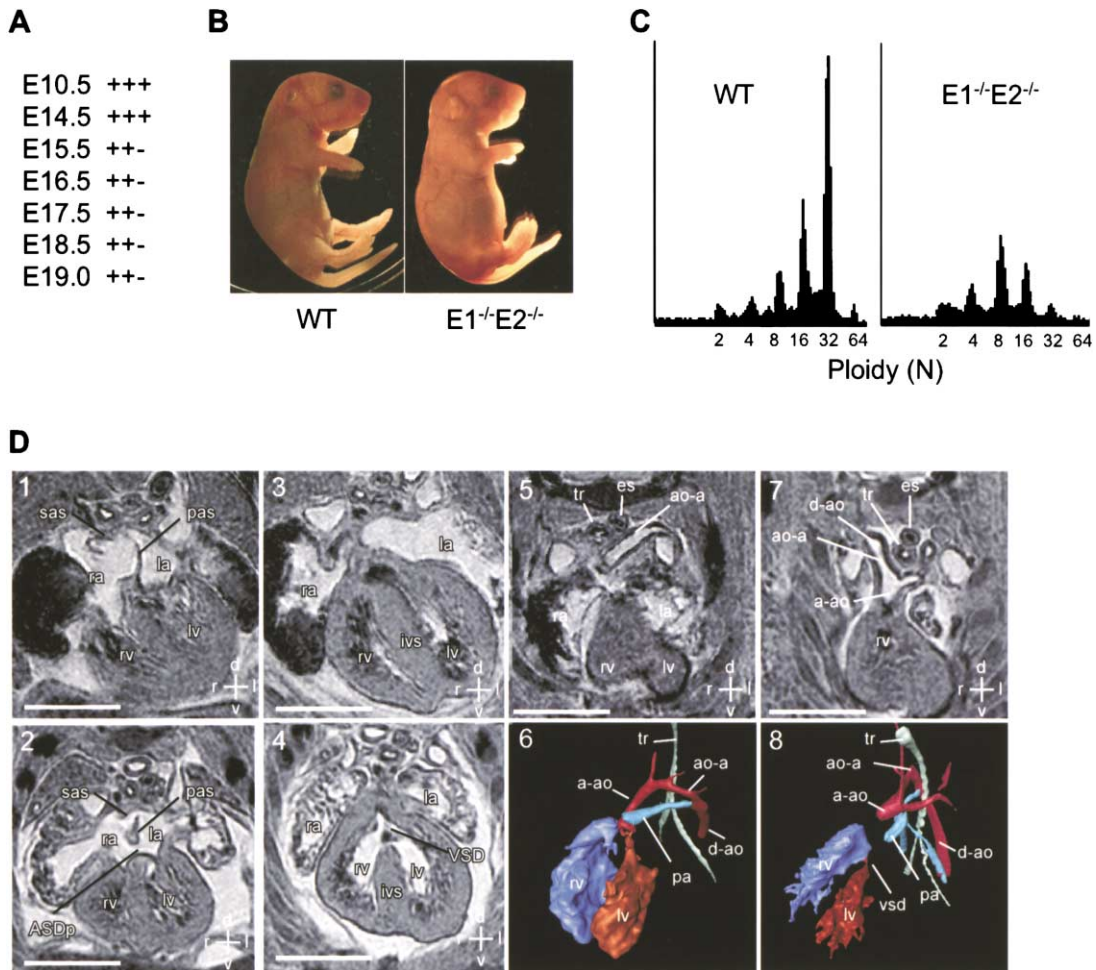 A
E10.5 +++
E14.5 +++
E15.5 ++-
E16.5 ++-
E17.5 ++-
E18.5 ++-
E19.0 ++-
B
WT
E1-/-E2-/-
C
WT
E1-/-E2-/-
2 4 8 16 32 64
2 4 8 16 32 64
Ploidy (N)
D
1
sas
pas
ra
la
lv
rv
d
r l
v
3
la
ra
ivs
rv
lv
d
r l
v
5
tr
es
ao-a
ra
la
rv
lv
d
r l
v
7
tr
es
d-ao
ao-a
a-ao
rv
d
r l
v
2
sas
pas
ra
la
rv
lv
ASDp
d
r l
v
4
la
ra
VSD
rv
lv
ivs
d
r l
v
6
tr
ao-a
a-ao
d-ao
pa
rv
lv
8
tr
ao-a
a-ao
d-ao
rv
pa
vsd
lv